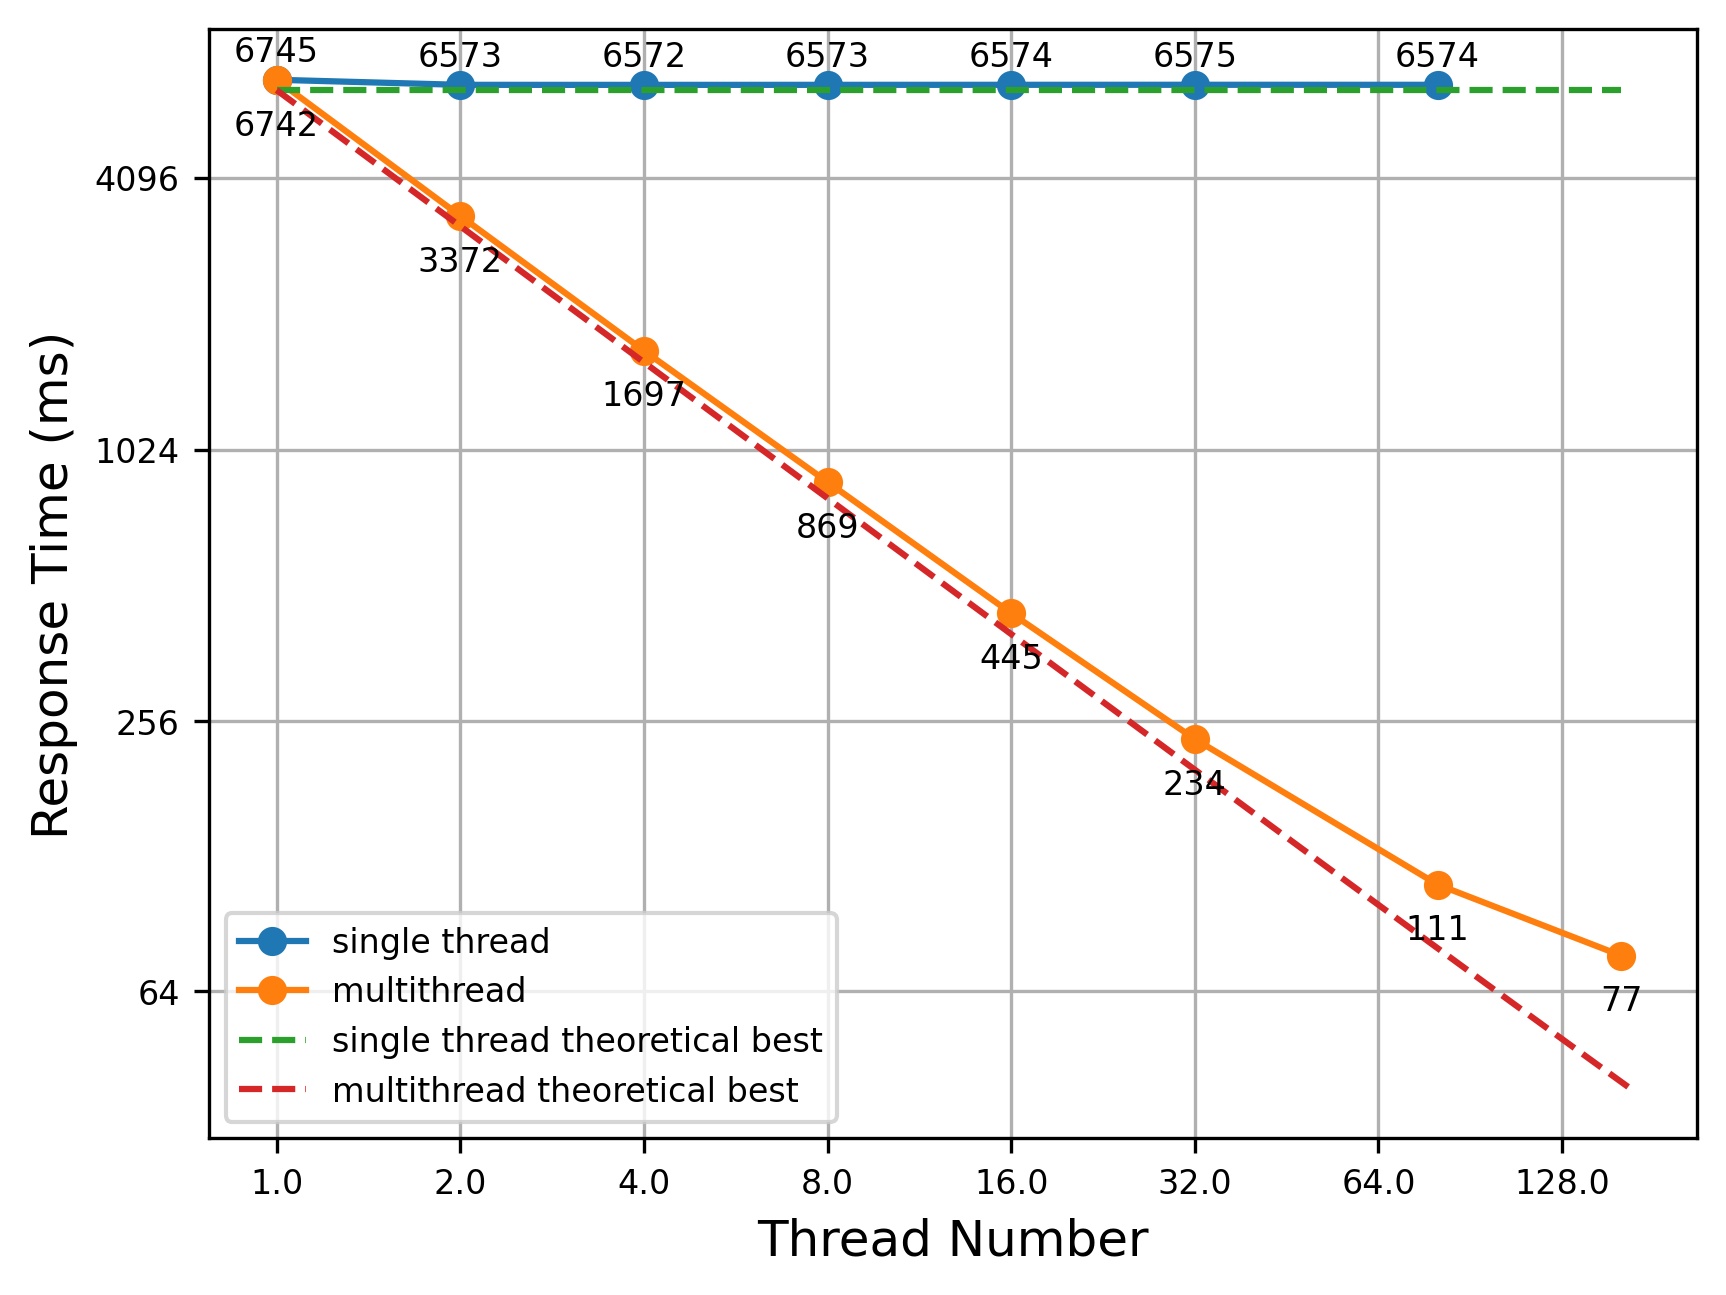 6745 6573 6572 6573 6574 6575 6574
6742
4096
3372
1697
1024
869
445
256
234
111
64
77
single thread
multithread
single thread theoretical best
multithread theoretical best
1.0 2.0 4.0 8.0 16.0 32.0 64.0 128.0
Thread Number
Response Time (ms)